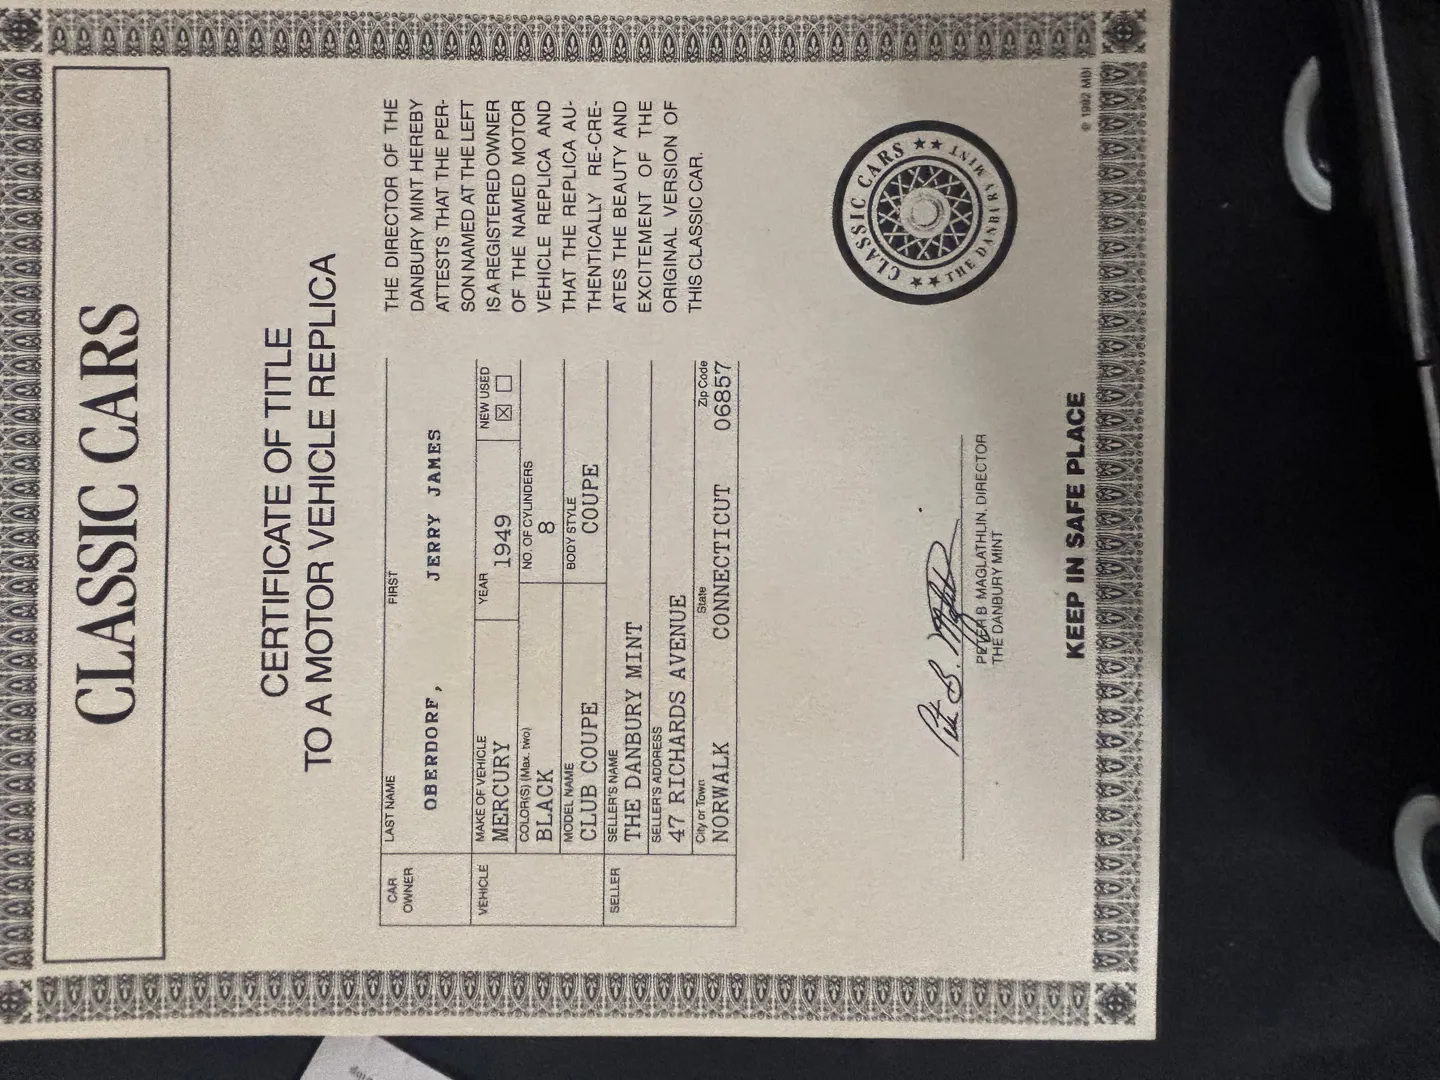 CLASSIC CARS
CERTIFICATE OF TITLE
TO A MOTOR VEHICLE REPLICA
CAR
OWNER
LAST NAME
FIRST
OBERDORF, JERRY JAMES
VEHICLE
MAKE OF VEHICLE
MERCURY
YEAR
1949
NEW USED
☒ ☐
COLOR(S) (Max. two)
BLACK
NO. OF CYLINDERS
8
MODEL NAME
CLUB COUPE
BODY STYLE
COUPE
SELLER
SELLER'S NAME
THE DANBURY MINT
SELLER'S ADDRESS
47 RICHARDS AVENUE
City or Town
State
Zip Code
NORWALK CONNECTICUT 06857
THE DIRECTOR OF THE
DANBURY MINT HEREBY
ATTESTS THAT THE PER-
SON NAMED AT THE LEFT
IS A REGISTERED OWNER
OF THE NAMED MOTOR
VEHICLE REPLICA AND
THAT THE REPLICA AU-
THENTICALLY RE-CRE-
ATES THE BEAUTY AND
EXCITEMENT OF THE
ORIGINAL VERSION OF
THIS CLASSIC CAR.
Peter B. Maglathlin
PETER B. MAGLATHLIN, DIRECTOR
THE DANBURY MINT
★★ CLASSIC CARS ★★
THE DANBURY MINT
KEEP IN SAFE PLACE
© 1992 MBI